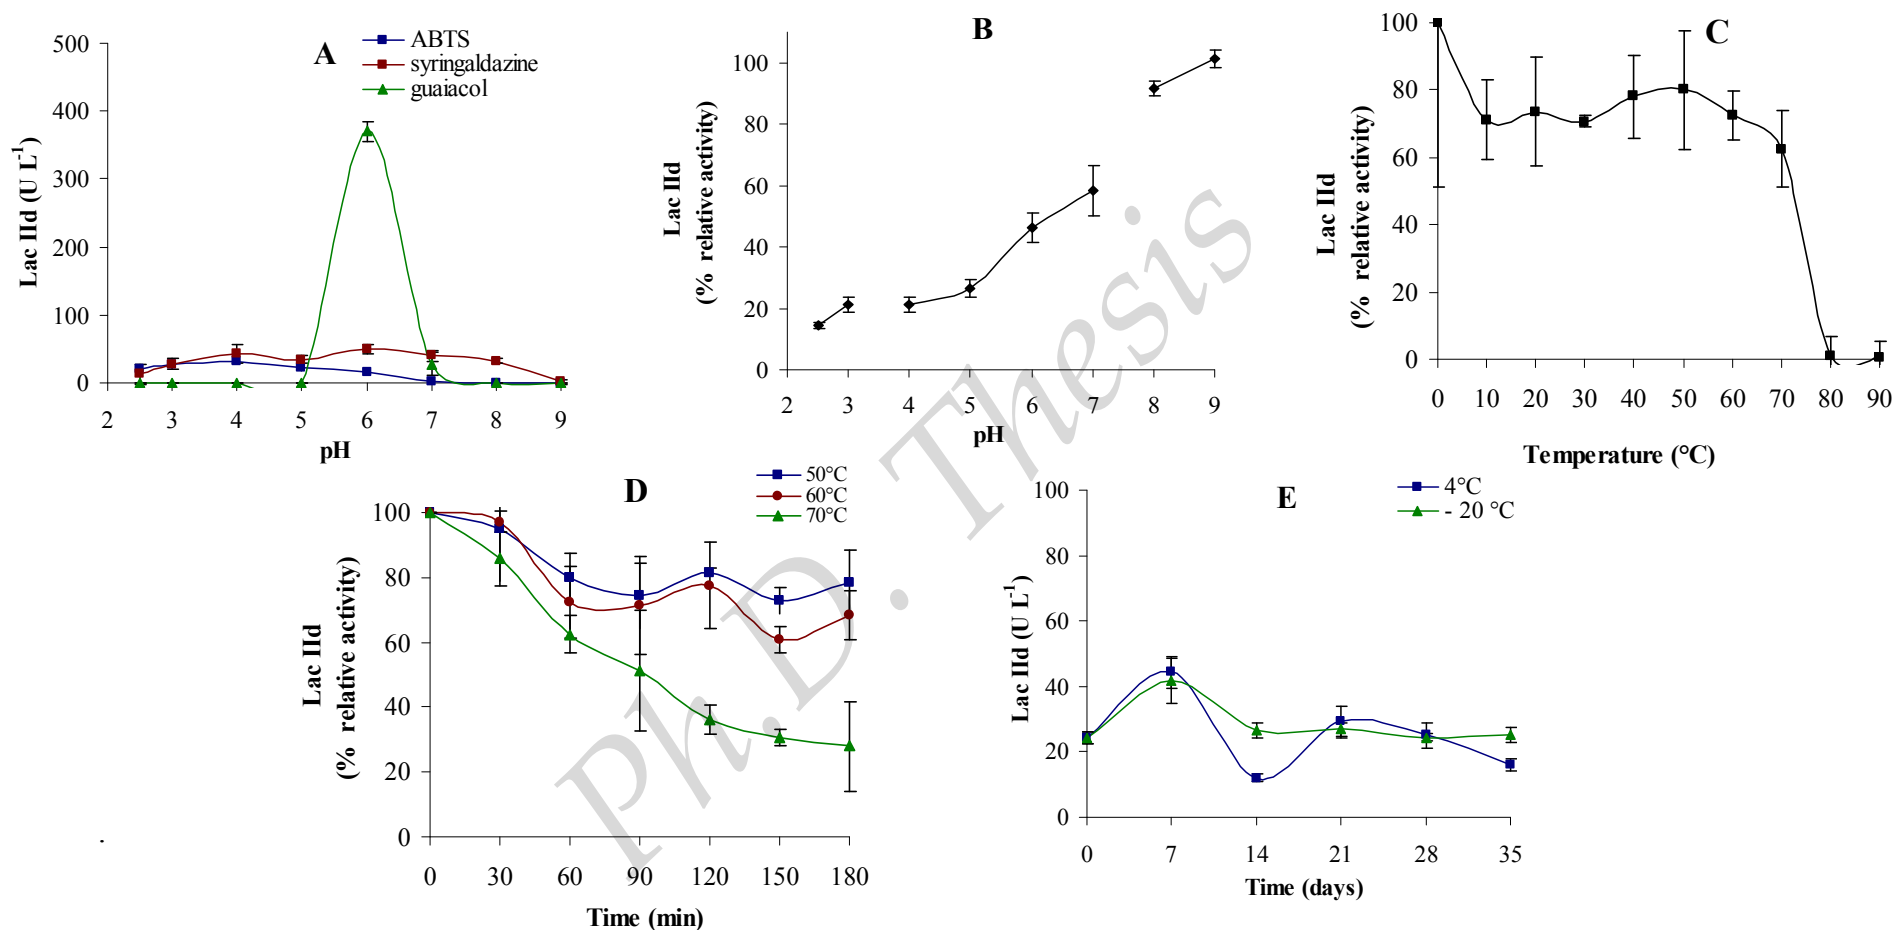 A
ABTS
syringaldazine
guaiacol
Lac IId (U L-1)
500
400
300
200
100
0
2 3 4 5 6 7 8 9
pH
B
Lac IId
(% relative activity)
100
80
60
40
20
0
2 3 4 5 6 7 8 9
pH
C
Lac IId
(% relative activity)
100
80
60
40
20
0
0 10 20 30 40 50 60 70 80 90
Temperature (°C)
D
50°C
60°C
70°C
Lac IId
(% relative activity)
100
80
60
40
20
0
0 30 60 90 120 150 180
Time (min)
E
4°C
- 20 °C
Lac IId (U L-1)
100
80
60
40
20
0
0 7 14 21 28 35
Time (days)
Ph.D. Thesis